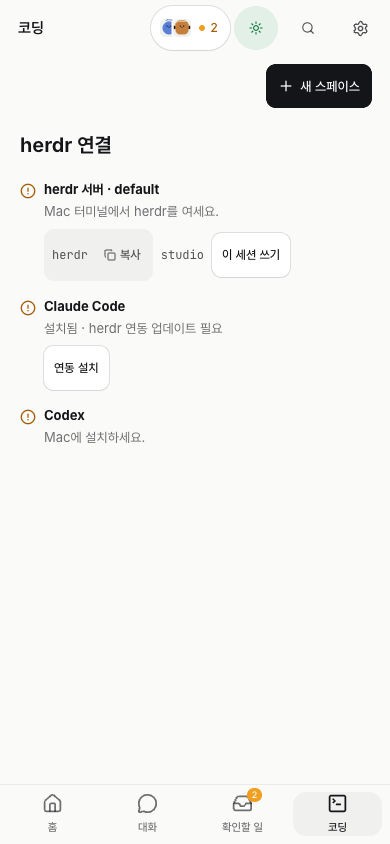 코딩
2
새 스페이스
herdr 연결
herdr 서버 · default
Mac 터미널에서 herdr를 여세요.
herdr 복사 studio 이 세션 쓰기
Claude Code
설치됨 · herdr 연동 업데이트 필요
연동 설치
Codex
Mac에 설치하세요.
2
홈 대화 확인할 일 코딩